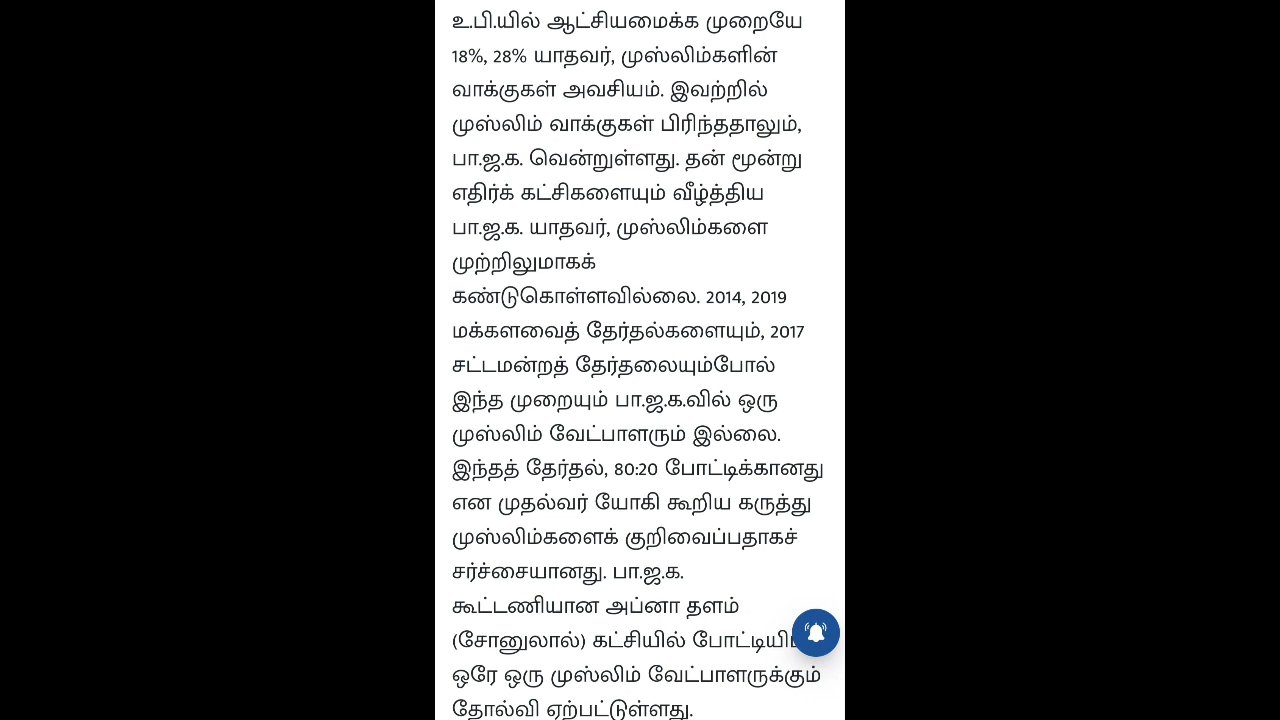 உ.பி.யில் ஆட்சியமைக்க முறையே
18%, 28% யாதவர், முஸ்லிம்களின்
வாக்குகள் அவசியம். இவற்றில்
முஸ்லிம் வாக்குகள் பிரிந்ததாலும்,
பா.ஜ.க. வென்றுள்ளது. தன் மூன்று
எதிர்க் கட்சிகளையும் வீழ்த்திய
பா.ஜ.க. யாதவர், முஸ்லிம்களை
முற்றிலுமாகக்
கண்டுகொள்ளவில்லை. 2014, 2019
மக்களவைத் தேர்தல்களையும், 2017
சட்டமன்றத் தேர்தலையும்போல்
இந்த முறையும் பா.ஜ.க.வில் ஒரு
முஸ்லிம் வேட்பாளரும் இல்லை.
இந்தத் தேர்தல், 80:20 போட்டிக்கானது
என முதல்வர் யோகி கூறிய கருத்து
முஸ்லிம்களைக் குறிவைப்பதாகச்
சர்ச்சையானது. பா.ஜ.க.
கூட்டணியான அப்னா தளம்
(சோனுலால்) கட்சியில்
ஒரே ஒரு முஸ்லிம் வேட்பாளருக்கும்
தோல்வி ஏற்பட்டுள்ளது.